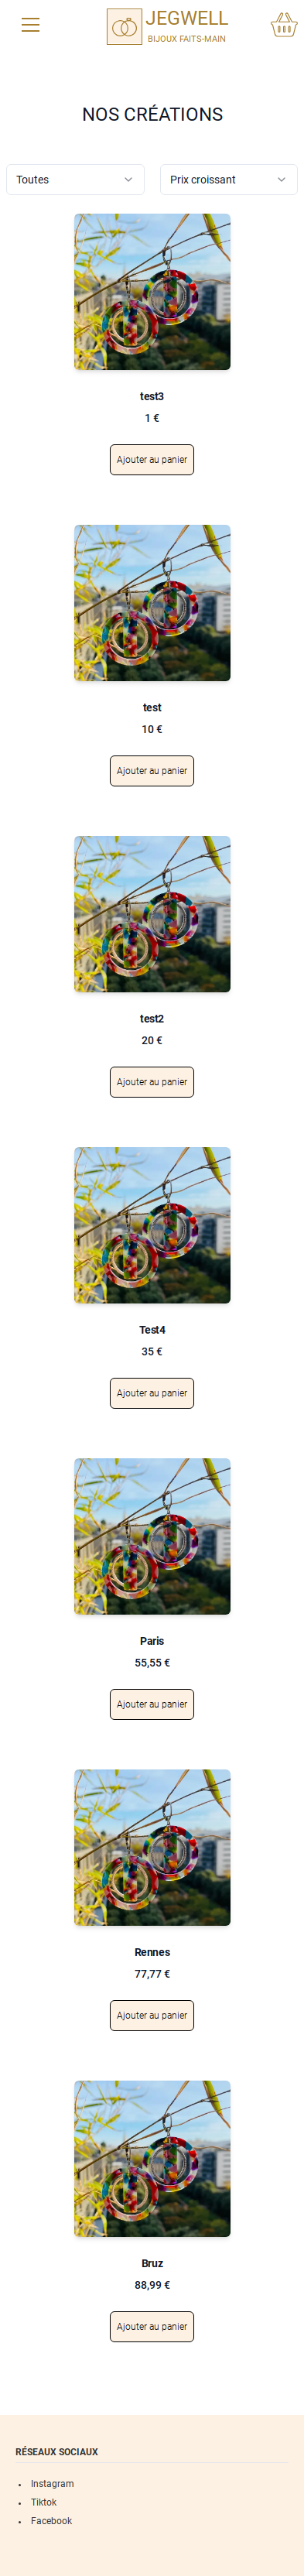 JEGWELL
BIJOUX FAITS-MAIN
NOS CRÉATIONS
Toutes
Prix croissant
test3
1 €
Ajouter au panier
test
10 €
Ajouter au panier
test2
20 €
Ajouter au panier
Test4
35 €
Ajouter au panier
Paris
55,55 €
Ajouter au panier
Rennes
77,77 €
Ajouter au panier
Bruz
88,99 €
Ajouter au panier
RÉSEAUX SOCIAUX
Instagram
Tiktok
Facebook